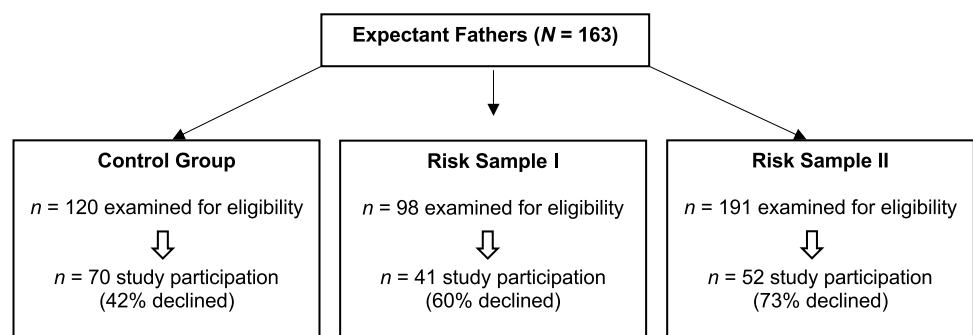 Expectant Fathers (N = 163)
Control Group
n = 120 examined for eligibility
n = 70 study participation
(42% declined)
Risk Sample I
n = 98 examined for eligibility
n = 41 study participation
(60% declined)
Risk Sample II
n = 191 examined for eligibility
n = 52 study participation
(73% declined)